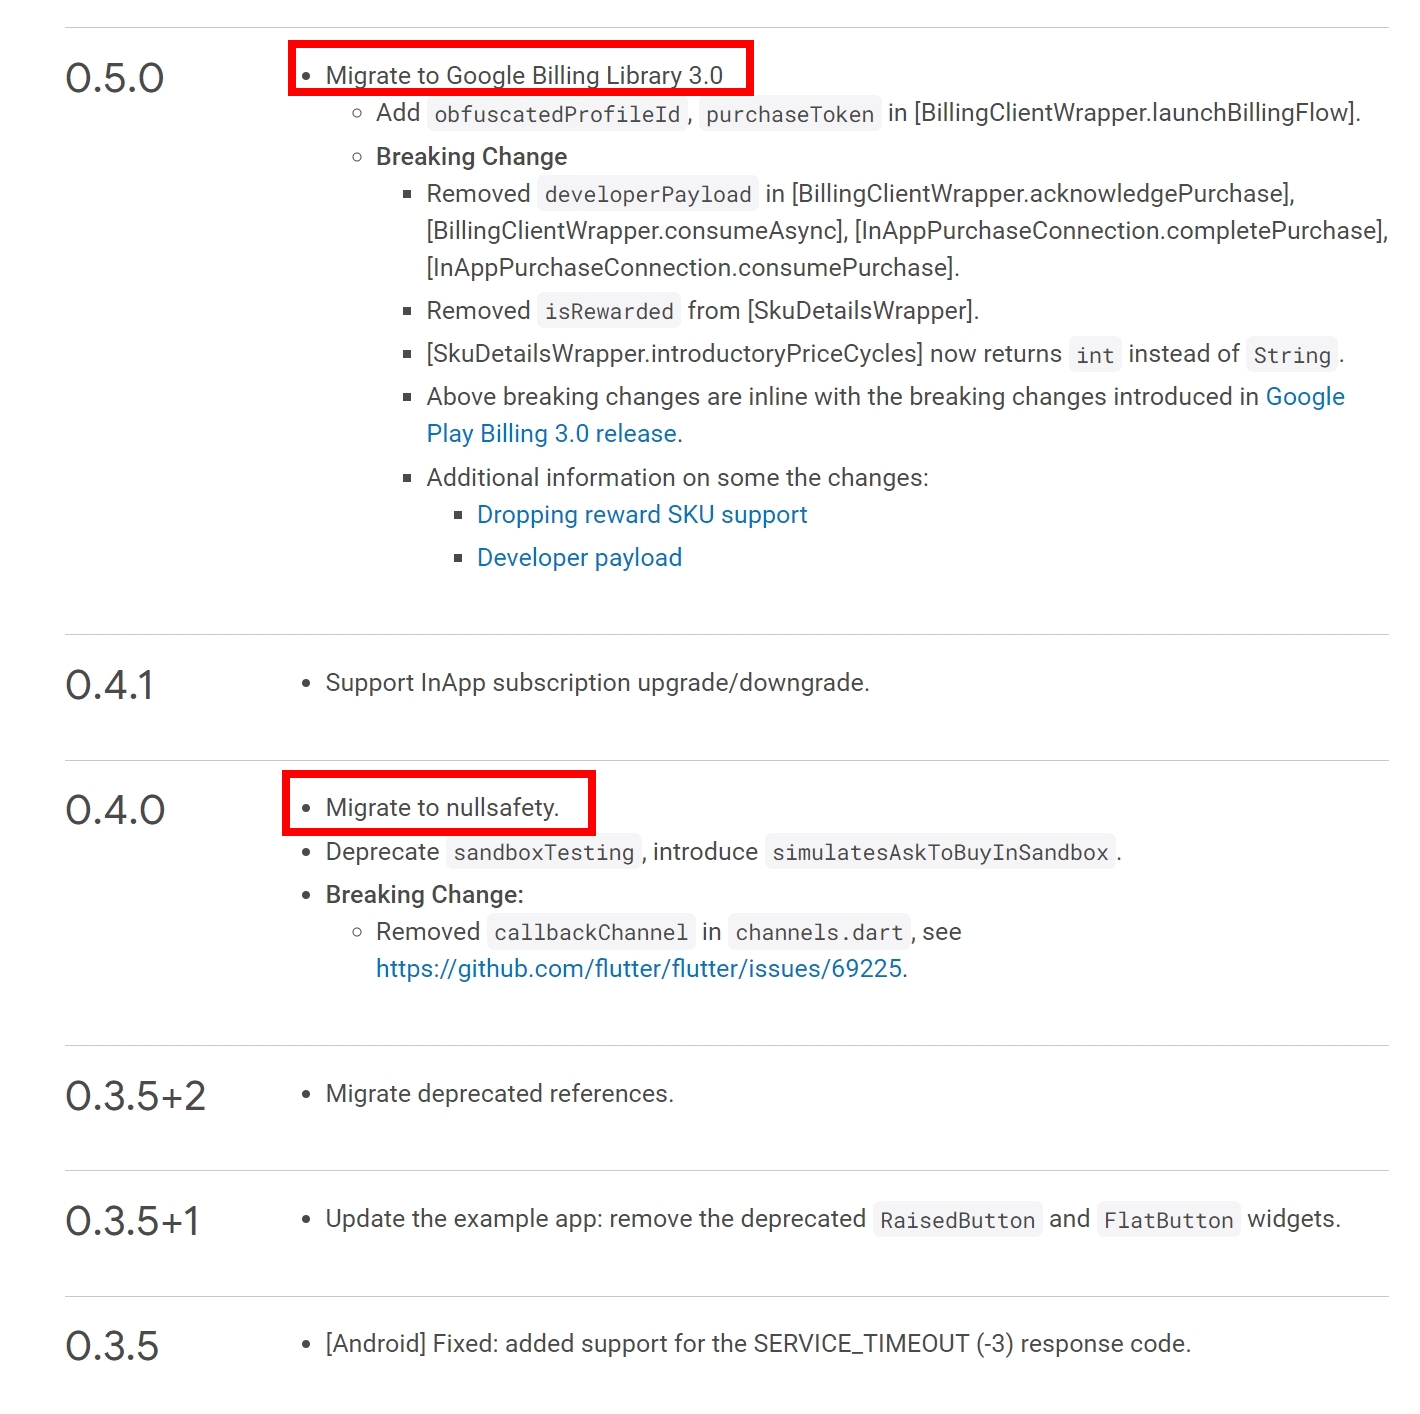 0.5.0
Migrate to Google Billing Library 3.0
Add obfuscatedProfileId, purchaseToken in [BillingClientWrapper.launchBillingFlow].
Breaking Change
Removed developerPayload in [BillingClientWrapper.acknowledgePurchase],
[BillingClientWrapper.consumeAsync], [InAppPurchaseConnection.completePurchase],
[InAppPurchaseConnection.consumePurchase].
Removed isRewarded from [SkuDetailsWrapper].
[SkuDetailsWrapper.introductoryPriceCycles] now returns int instead of String.
Above breaking changes are inline with the breaking changes introduced in Google
Play Billing 3.0 release.
Additional information on some the changes:
Dropping reward SKU support
Developer payload
0.4.1
Support InApp subscription upgrade/downgrade.
0.4.0
Migrate to nullsafety.
Deprecate sandboxTesting, introduce simulatesAskToBuyInSandbox.
Breaking Change:
Removed callbackChannel in channels.dart, see
https://github.com/flutter/flutter/issues/69225.
0.3.5+2
Migrate deprecated references.
0.3.5+1
Update the example app: remove the deprecated RaisedButton and FlatButton widgets.
0.3.5
[Android] Fixed: added support for the SERVICE_TIMEOUT (-3) response code.